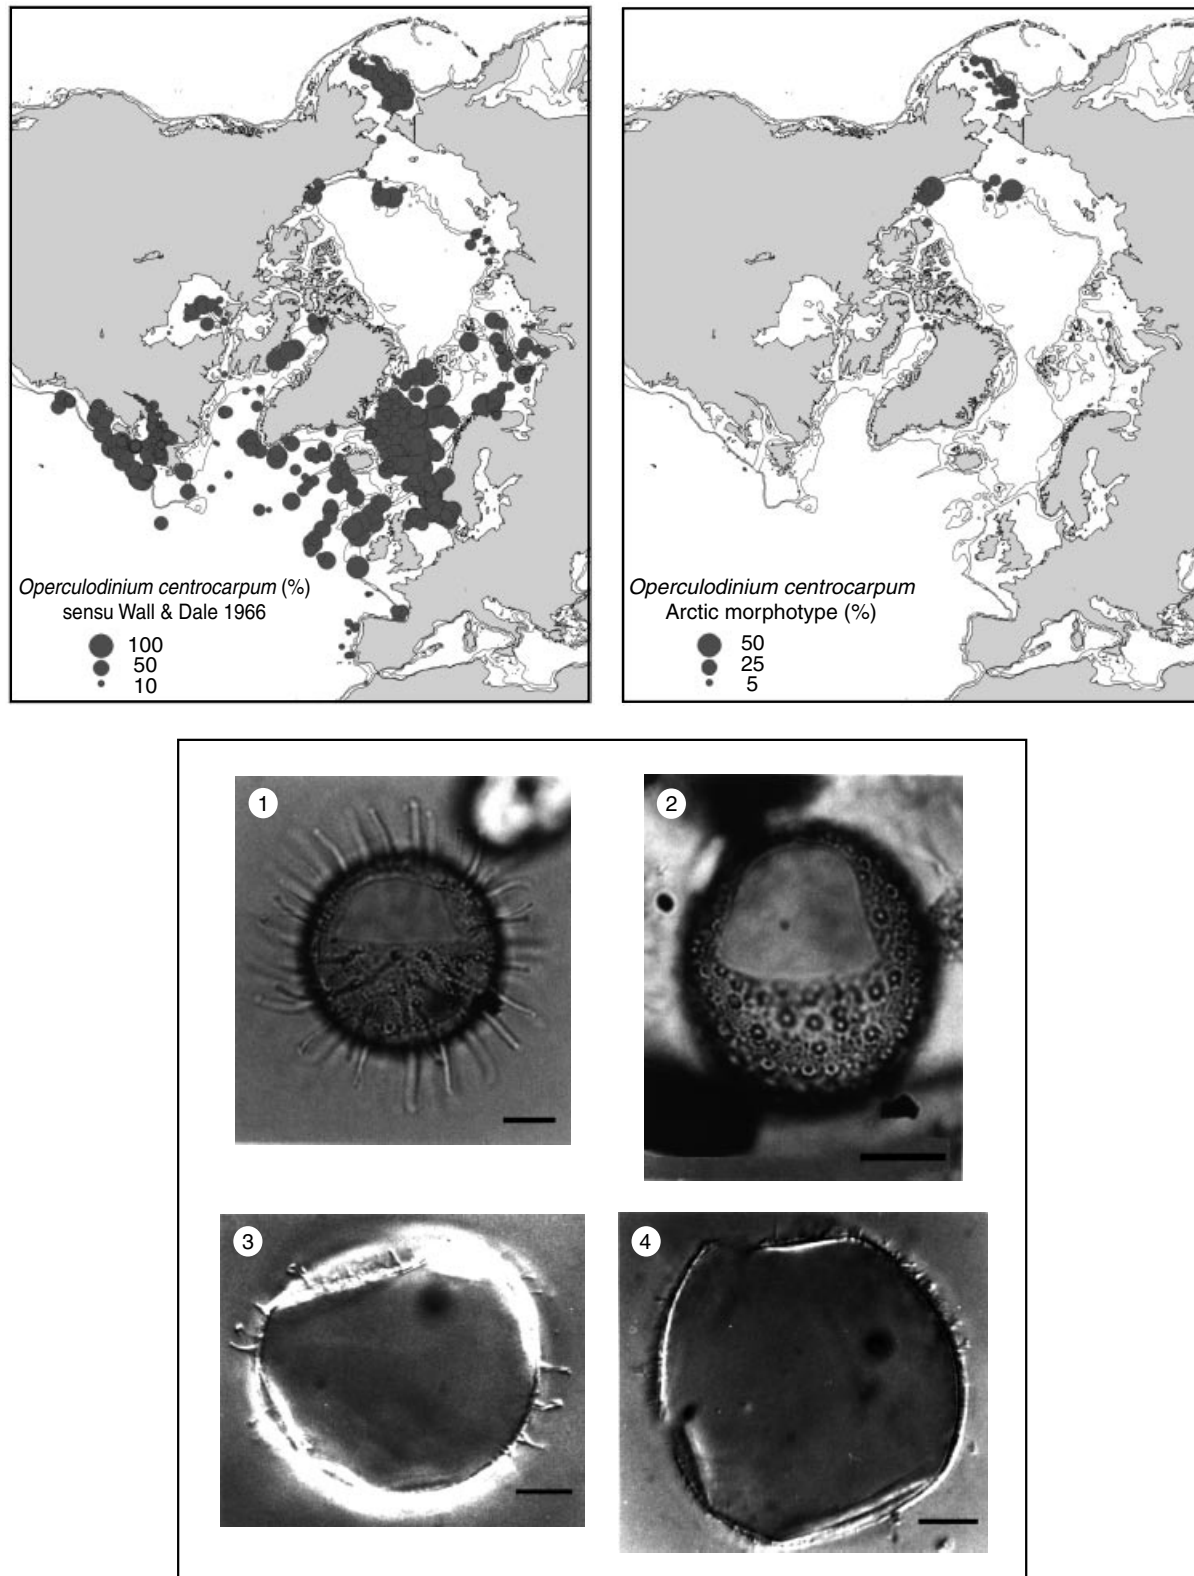 Operculodinium centrocarpum (%)
sensu Wall & Dale 1966
100
50
10
Operculodinium centrocarpum
Arctic morphotype (%)
50
25
5
1
2
3
4